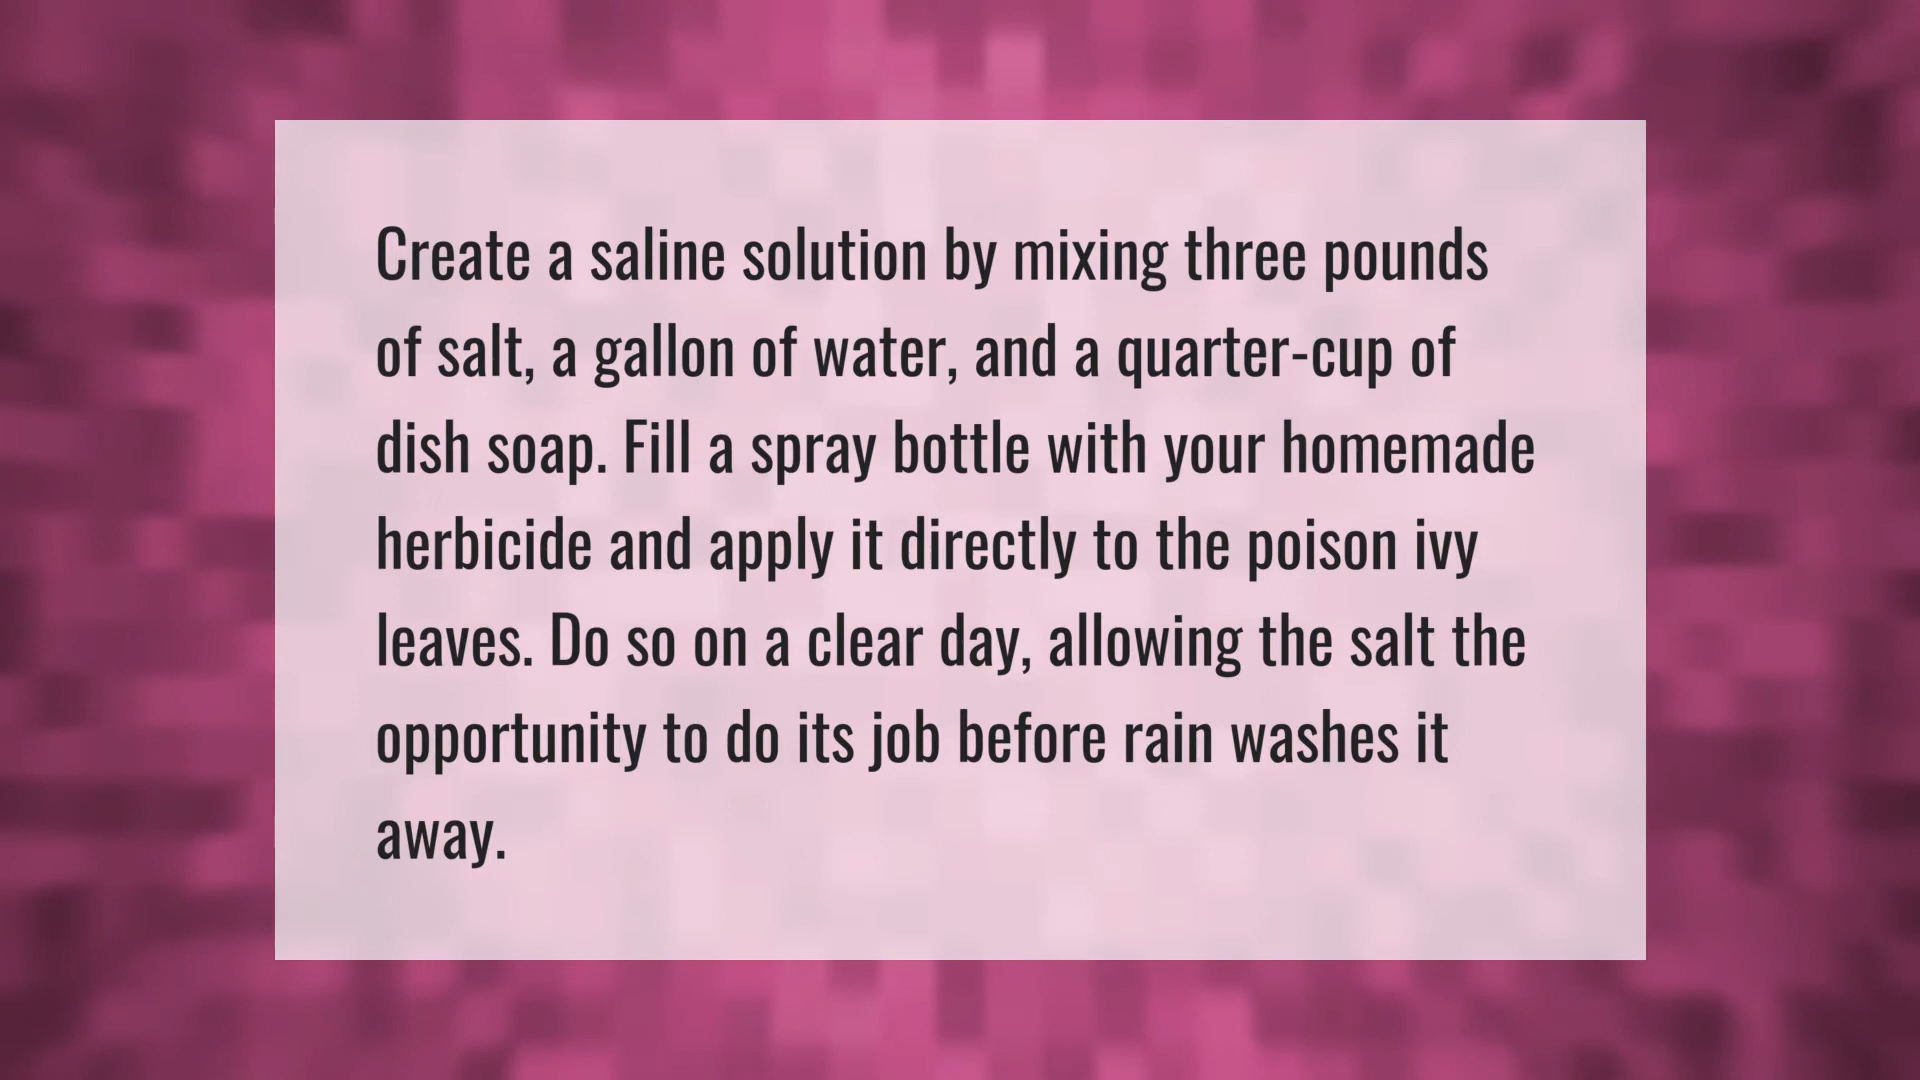 Create a saline solution by mixing three pounds
of salt, a gallon of water, and a quarter-cup of
dish soap. Fill a spray bottle with your homemade
herbicide and apply it directly to the poison ivy
leaves. Do so on a clear day, allowing the salt the
opportunity to do its job before rain washes it
away.